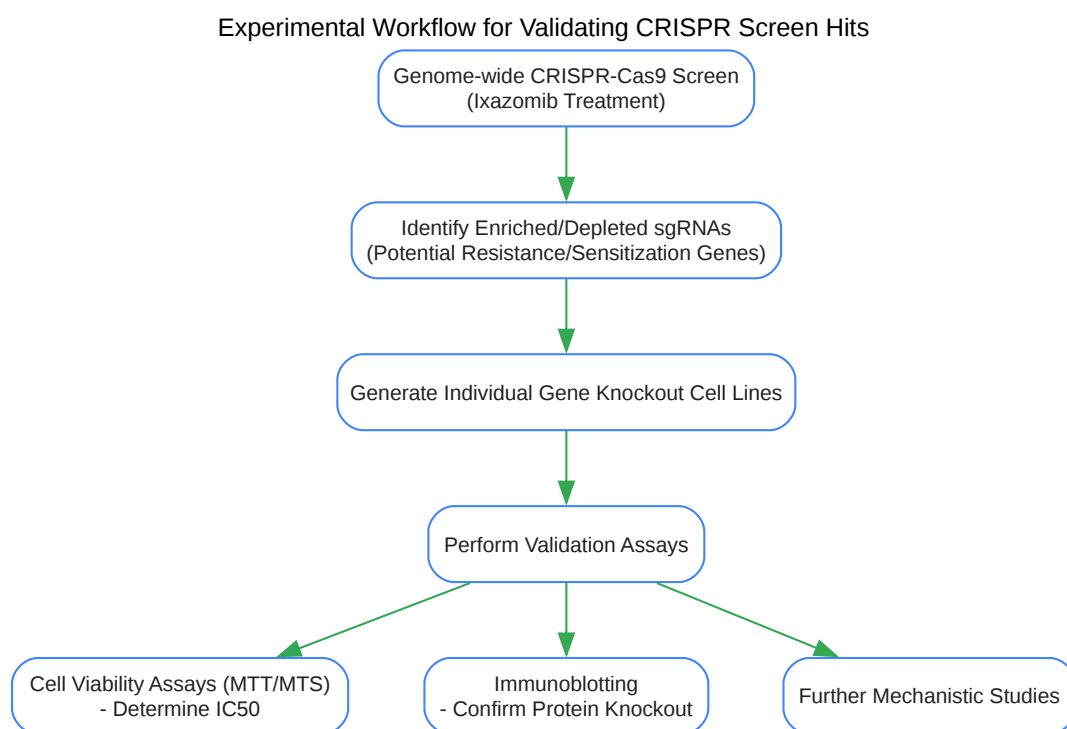 Experimental Workflow for Validating CRISPR Screen Hits
Genome-wide CRISPR-Cas9 Screen
(Ixazomib Treatment)
Identify Enriched/Depleted sgRNAs
(Potential Resistance/Sensitization Genes)
Generate Individual Gene Knockout Cell Lines
Perform Validation Assays
Cell Viability Assays (MTT/MTS)
- Determine IC50
Immunoblotting
- Confirm Protein Knockout
Further Mechanistic Studies